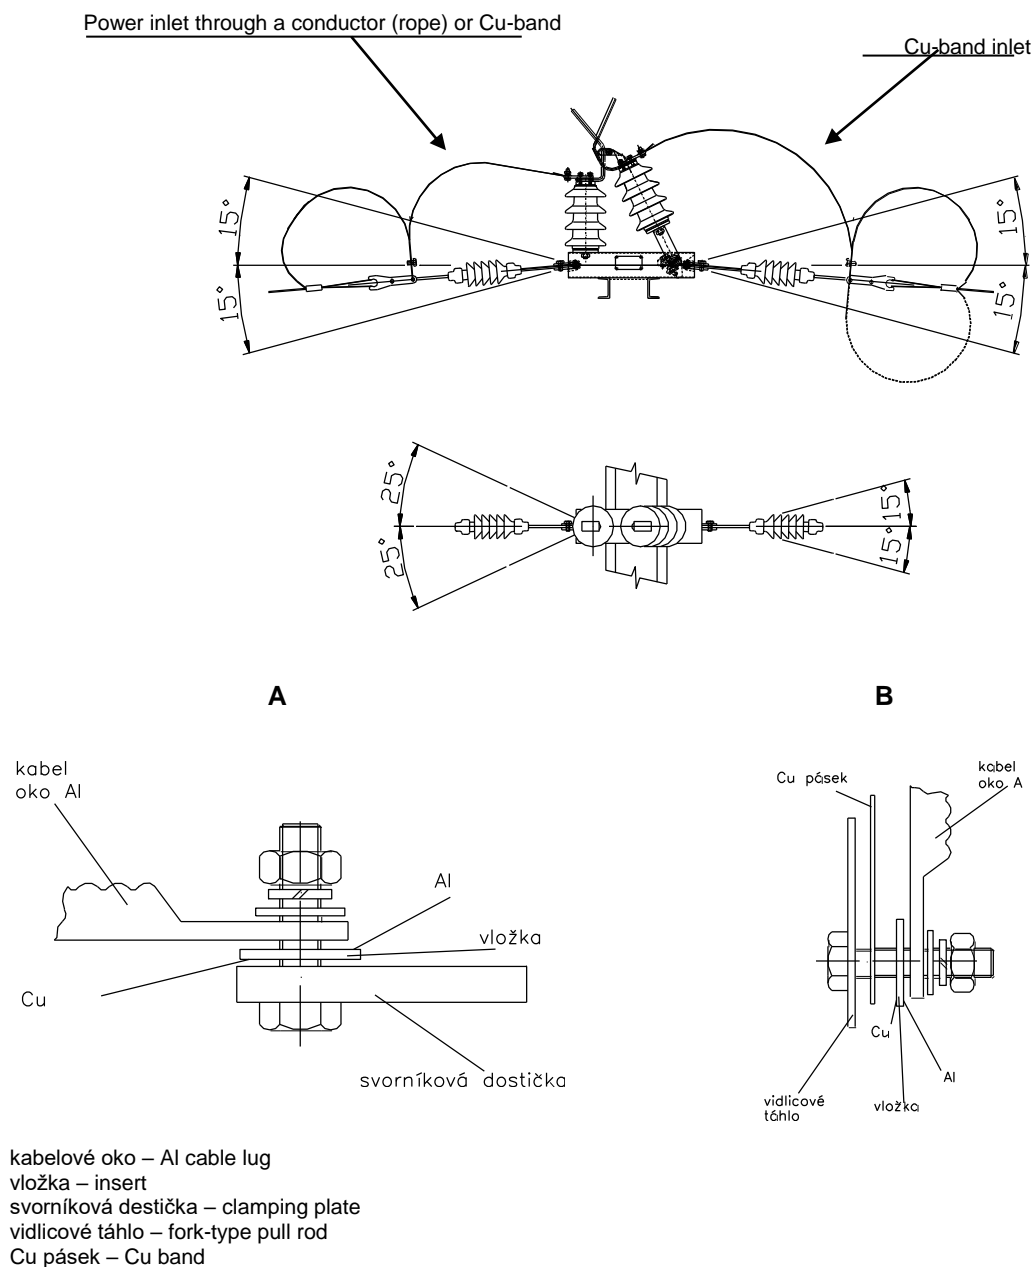 Power inlet through a conductor (rope) or Cu-band
Cu-band inlet
15°
15°
15°
15°
25°
25°
15°
15°
A
B
kabel
oko Al
Al
vložka
Cu
svorníková dostička
Cu pásek
kabel
oko A
Cu
Al
vidlicové
táhlo
vložka
kabelové oko – Al cable lug
vložka – insert
svorníková destička – clamping plate
vidlicové táhlo – fork-type pull rod
Cu pásek – Cu band